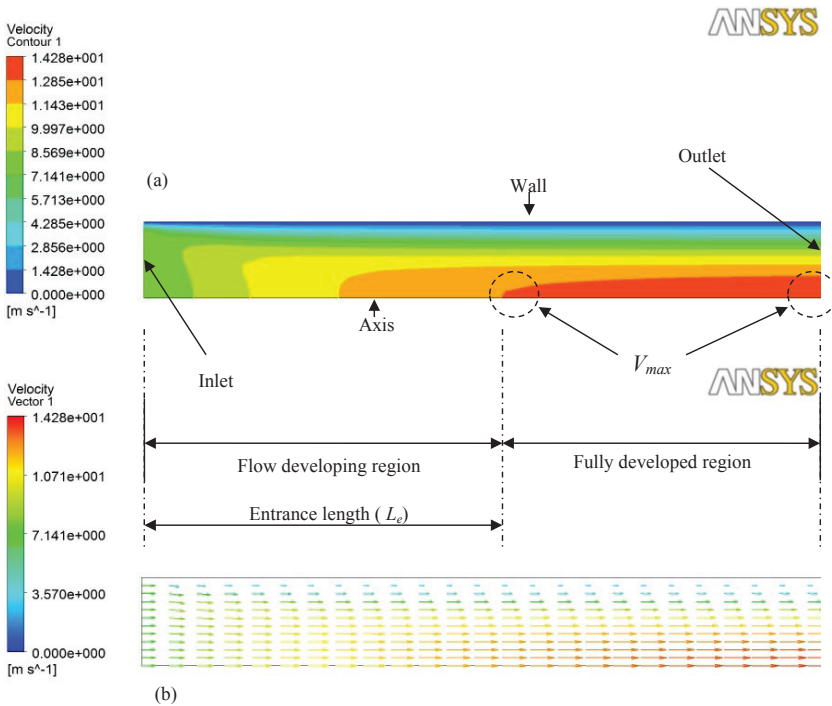 ANSYS
Velocity
Contour 1
1.428e+001
1.285e+001
1.143e+001
9.997e+000
8.569e+000
7.141e+000
5.713e+000
4.285e+000
2.856e+000
1.428e+000
0.000e+000
[m s^-1]
(a)
Wall
Outlet
Axis
Inlet
Vmax
ANSYS
Velocity
Vector 1
1.428e+001
1.071e+001
7.141e+000
3.570e+000
0.000e+000
[m s^-1]
Flow developing region
Fully developed region
Entrance length ( Le)
(b)